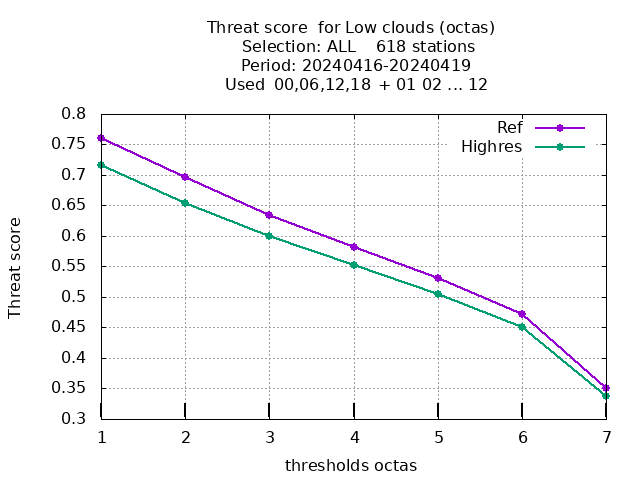 Threat score  for Low clouds (octas)
Selection: ALL    618 stations
Period: 20240416-20240419
Used  00,06,12,18 + 01 02 ... 12
Ref
Highres
0.8
0.75
0.7
0.65
0.6
0.55
0.5
0.45
0.4
0.35
0.3
Threat score
1 2 3 4 5 6 7
thresholds octas